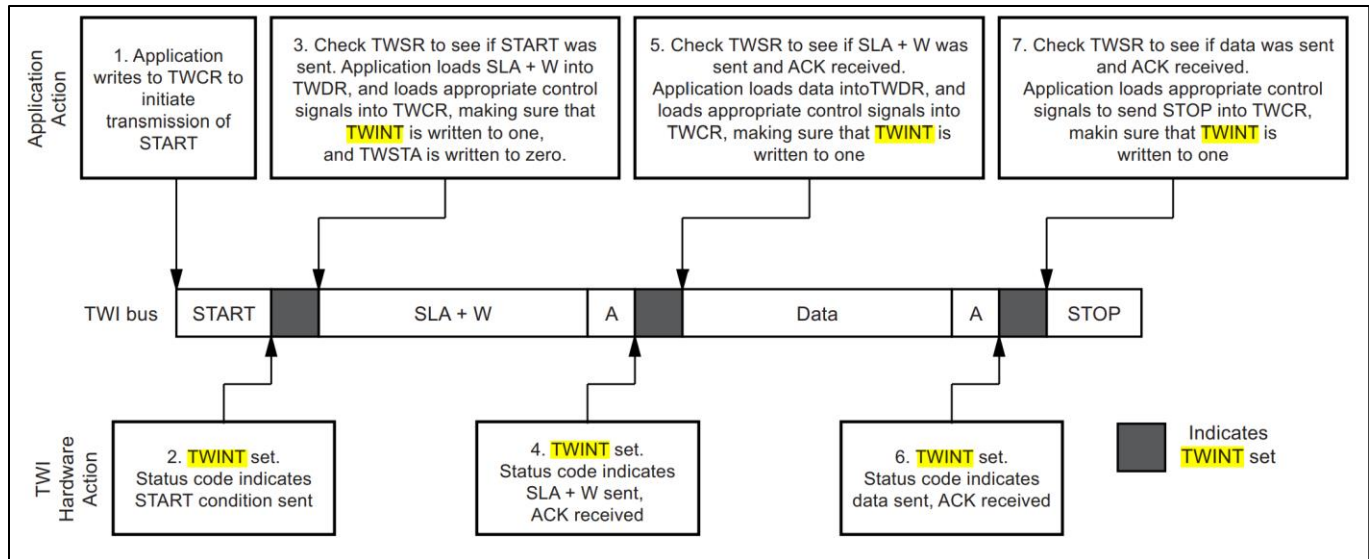 Application
Action
1. Application
writes to TWCR to
initiate
transmission of
START
3. Check TWSR to see if START was
sent. Application loads SLA + W into
TWDR, and loads appropriate control
signals into TWCR, making sure that
TWINT is written to one,
and TWSTA is written to zero.
5. Check TWSR to see if SLA + W was
sent and ACK received.
Application loads data intoTWDR, and
loads appropriate control signals into
TWCR, making sure that TWINT is
written to one
7. Check TWSR to see if data was sent
and ACK received.
Application loads appropriate control
signals to send STOP into TWCR,
makin sure that TWINT is
written to one
TWI bus
START
SLA + W
A
Data
A
STOP
TWI
Hardware
Action
2. TWINT set.
Status code indicates
START condition sent
4. TWINT set.
Status code indicates
SLA + W sent,
ACK received
6. TWINT set.
Status code indicates
data sent, ACK received
Indicates
TWINT set